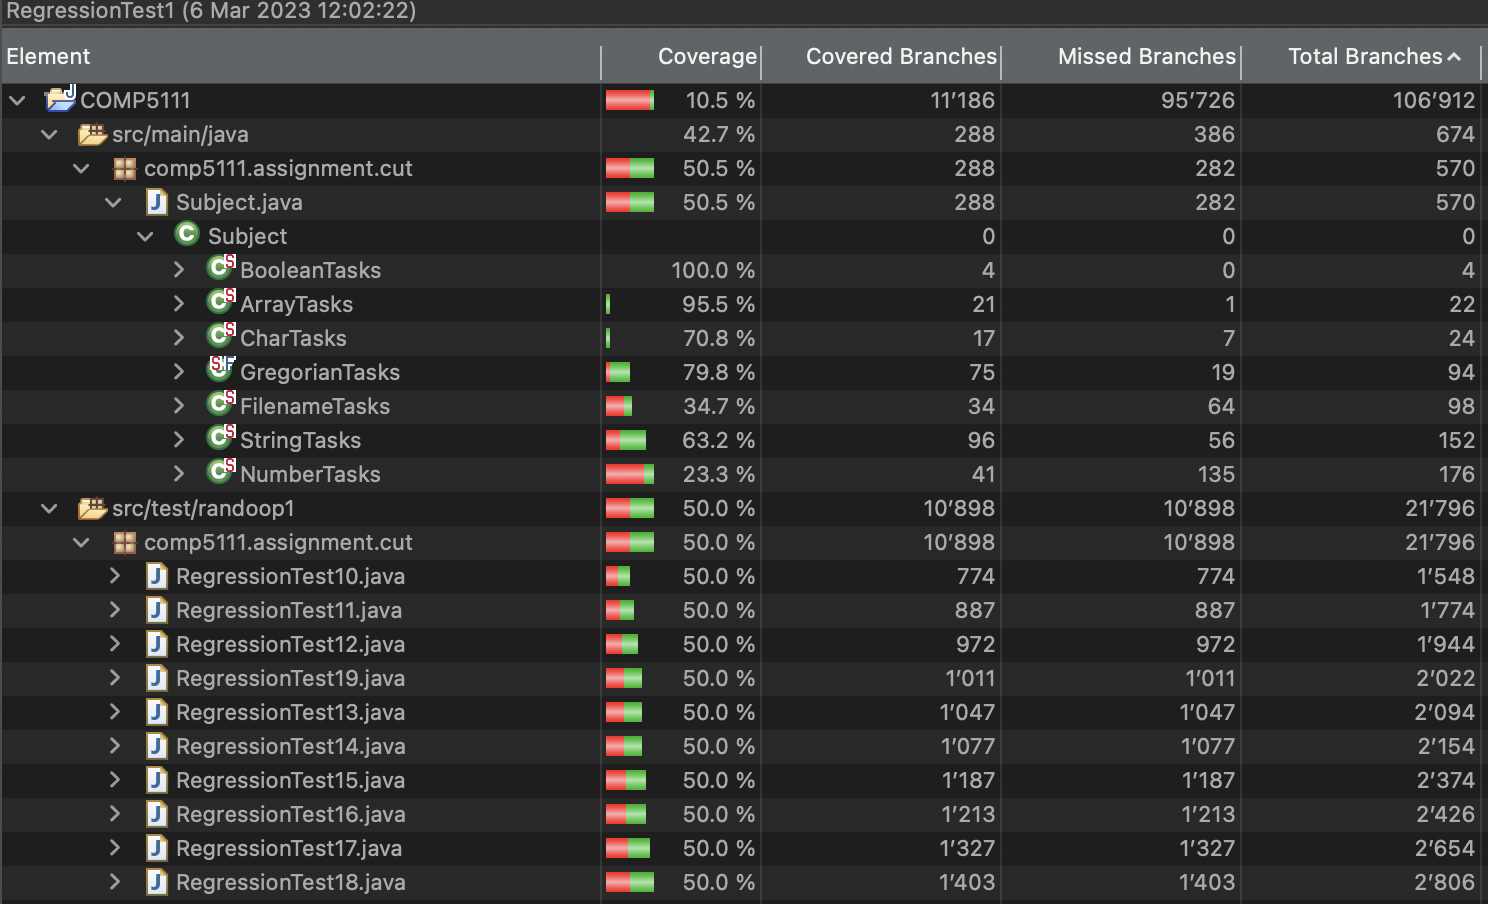 RegressionTest1 (6 Mar 2023 12:02:22)
Element Coverage Covered Branches Missed Branches Total Branches
COMP5111 10.5 % 11’186 95’726 106’912
src/main/java 42.7 % 288 386 674
comp5111.assignment.cut 50.5 % 288 282 570
Subject.java 50.5 % 288 282 570
Subject 0 0 0
BooleanTasks 100.0 % 4 0 4
ArrayTasks 95.5 % 21 1 22
CharTasks 70.8 % 17 7 24
GregorianTasks 79.8 % 75 19 94
FilenameTasks 34.7 % 34 64 98
StringTasks 63.2 % 96 56 152
NumberTasks 23.3 % 41 135 176
src/test/randoop1 50.0 % 10’898 10’898 21’796
comp5111.assignment.cut 50.0 % 10’898 10’898 21’796
RegressionTest10.java 50.0 % 774 774 1’548
RegressionTest11.java 50.0 % 887 887 1’774
RegressionTest12.java 50.0 % 972 972 1’944
RegressionTest19.java 50.0 % 1’011 1’011 2’022
RegressionTest13.java 50.0 % 1’047 1’047 2’094
RegressionTest14.java 50.0 % 1’077 1’077 2’154
RegressionTest15.java 50.0 % 1’187 1’187 2’374
RegressionTest16.java 50.0 % 1’213 1’213 2’426
RegressionTest17.java 50.0 % 1’327 1’327 2’654
RegressionTest18.java 50.0 % 1’403 1’403 2’806